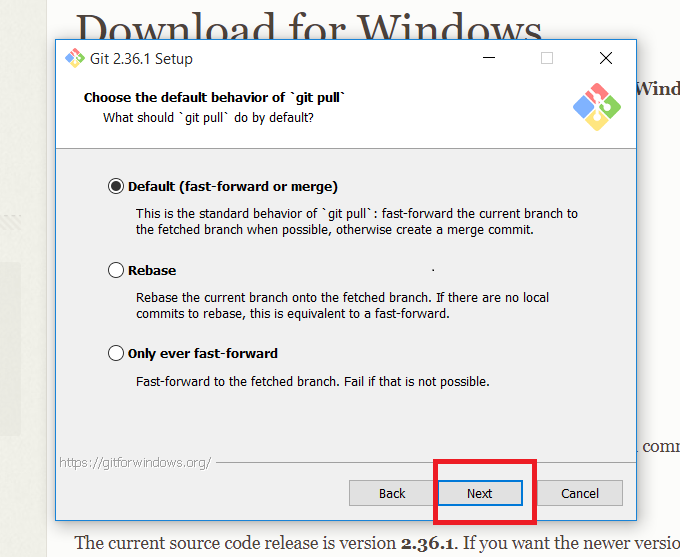 Download for Windows
Git 2.36.1 Setup
Choose the default behavior of `git pull`
What should `git pull` do by default?
Wind
Default (fast-forward or merge)
This is the standard behavior of `git pull`: fast-forward the current branch to
the fetched branch when possible, otherwise create a merge commit.
Rebase
Rebase the current branch onto the fetched branch. If there are no local
commits to rebase, this is equivalent to a fast-forward.
Only ever fast-forward
Fast-forward to the fetched branch. Fail if that is not possible.
comm
https://gitforwindows.org/
Back
Next
Cancel
The current source code release is version 2.36.1. If you want the newer versio